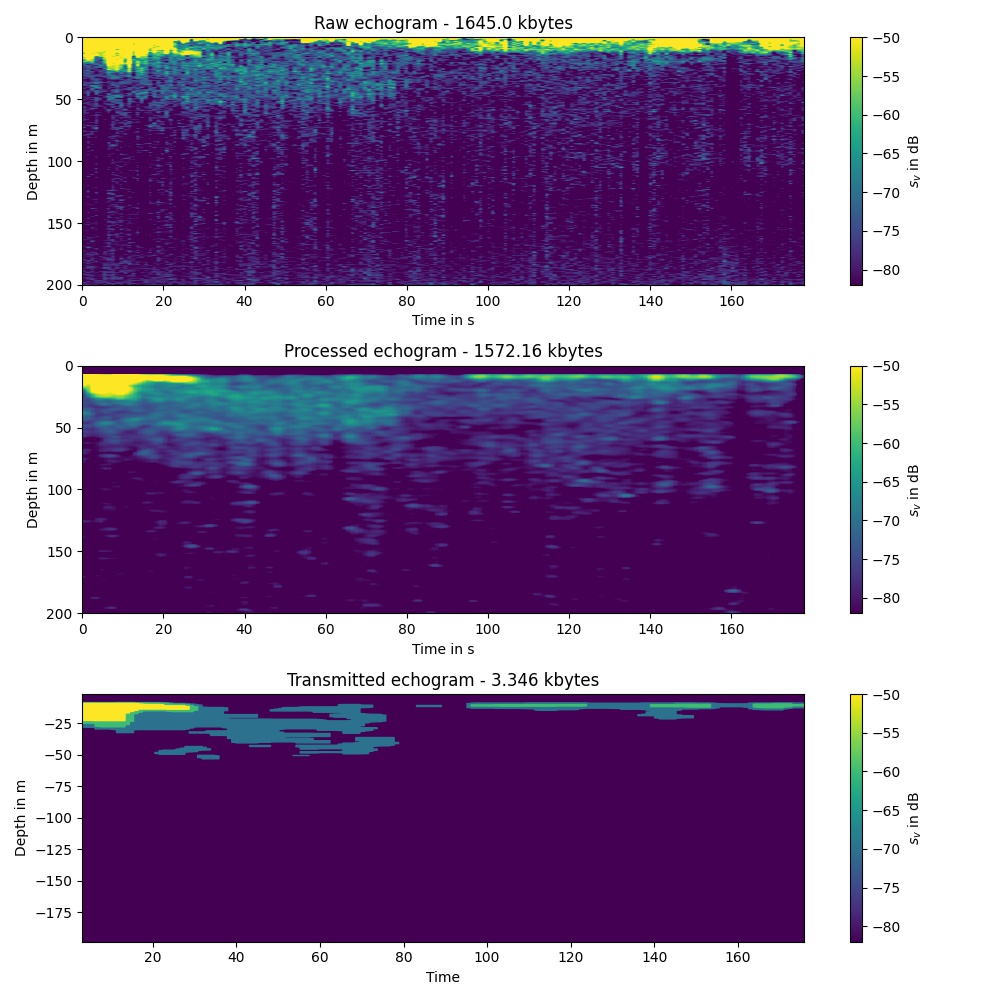 Raw echogram - 1645.0 kbytes
0
50
100
150
200
Depth in m
0 20 40 60 80 100 120 140 160
Time in s
−50
−55
−60
−65
−70
−75
−80
s_v in dB
Processed echogram - 1572.16 kbytes
0
50
100
150
200
Depth in m
0 20 40 60 80 100 120 140 160
Time in s
−50
−55
−60
−65
−70
−75
−80
s_v in dB
Transmitted echogram - 3.346 kbytes
−25
−50
−75
−100
−125
−150
−175
Depth in m
20 40 60 80 100 120 140 160
Time
−50
−55
−60
−65
−70
−75
−80
s_v in dB